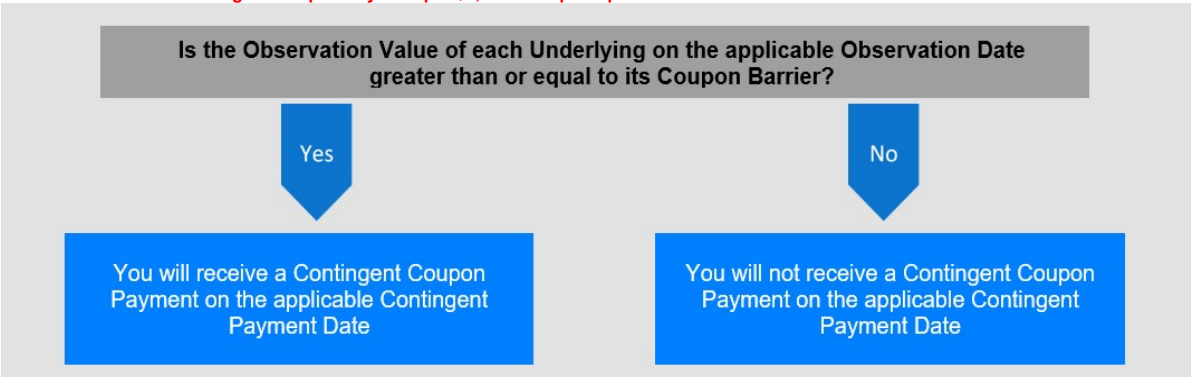 Is the Observation Value of each Underlying on the applicable Observation Date
greater than or equal to its Coupon Barrier?
Yes
No
You will receive a Contingent Coupon
Payment on the applicable Contingent
Payment Date
You will not receive a Contingent Coupon
Payment on the applicable Contingent
Payment Date